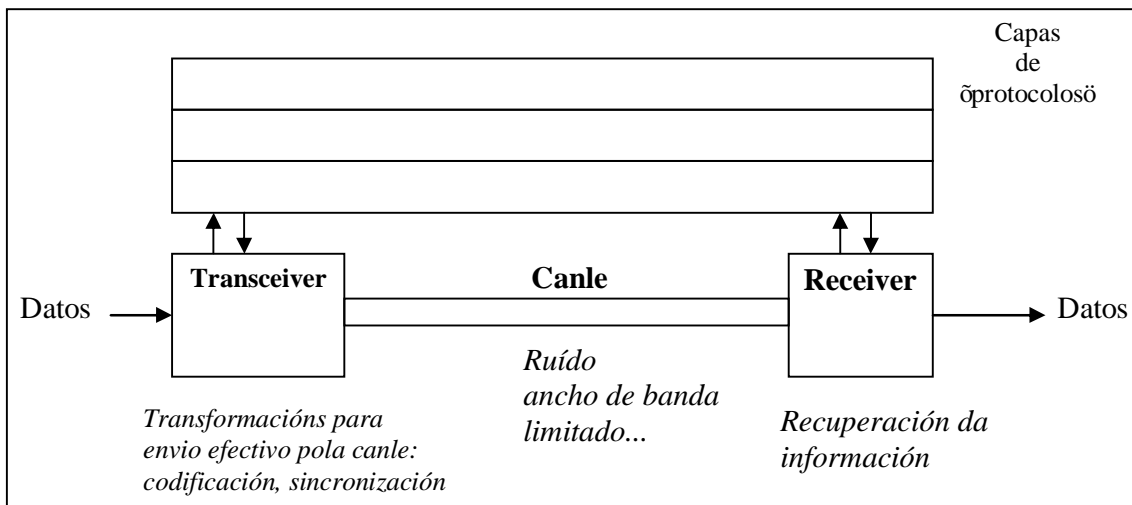 Capas
de
õprotocolosö
Transceiver
Canle
Receiver
Datos
Datos
Ruído
ancho de banda
limitado...
Transformacións para
envio efectivo pola canle:
codificación, sincronización
Recuperación da
información